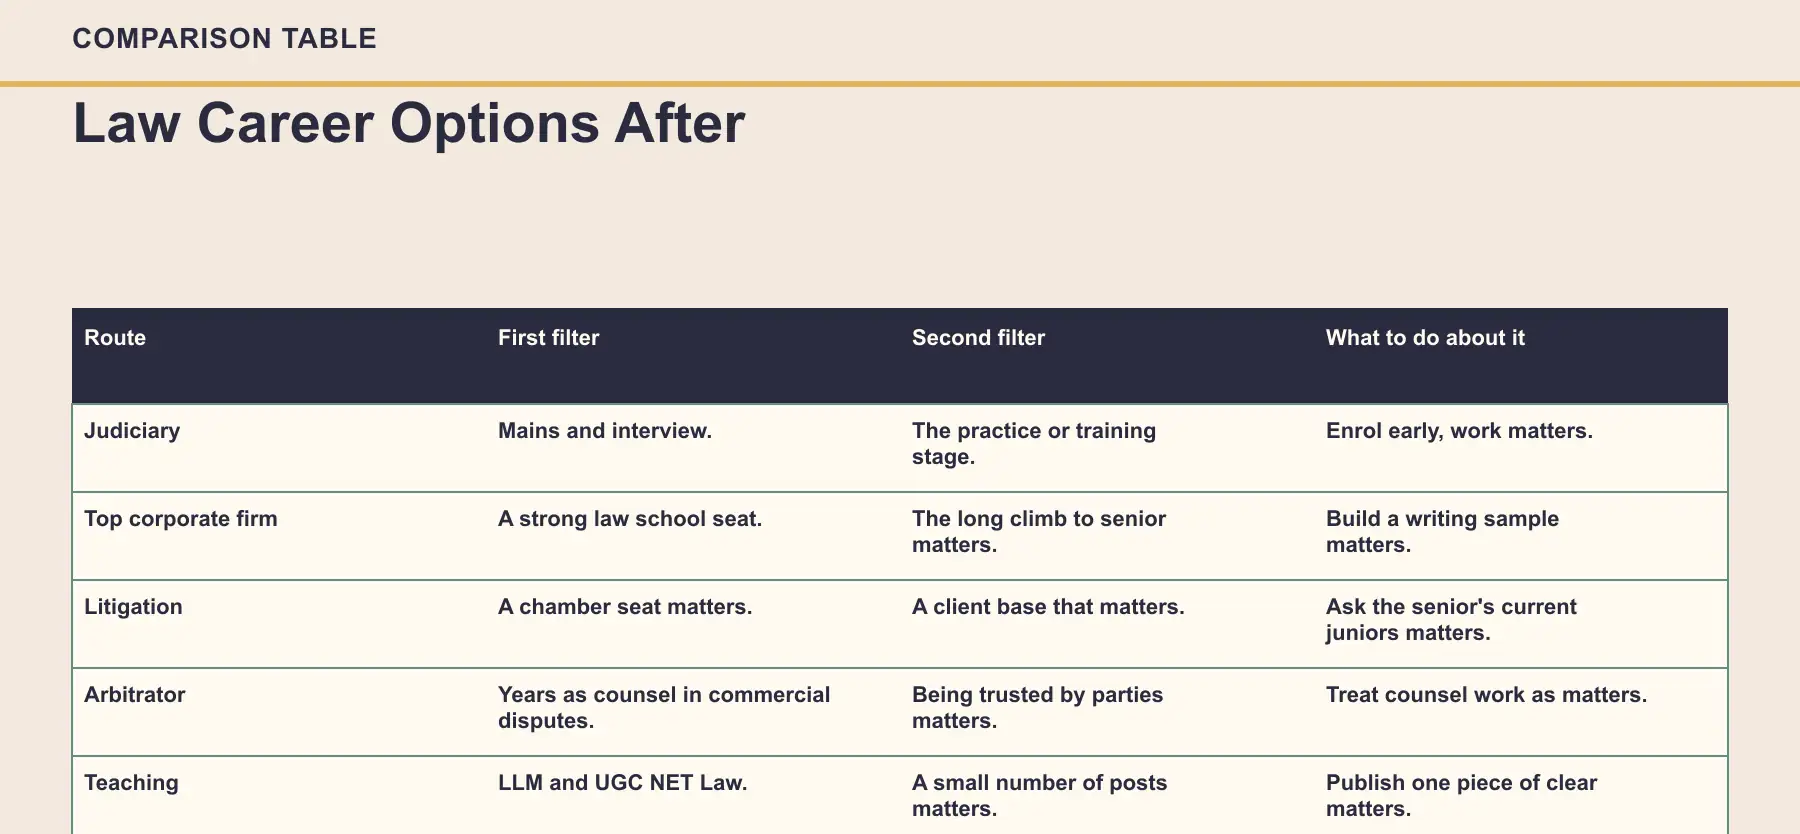 COMPARISON TABLE
Law Career Options After
Route First filter Second filter What to do about it
Judiciary Mains and interview. The practice or training Enrol early, work matters.
stage.
Top corporate firm A strong law school seat. The long climb to senior Build a writing sample
matters. matters.
Litigation A chamber seat matters. A client base that matters. Ask the senior's current
juniors matters.
Arbitrator Years as counsel in commercial Being trusted by parties Treat counsel work as matters.
disputes. matters.
Teaching LLM and UGC NET Law. A small number of posts Publish one piece of clear
matters. matters.